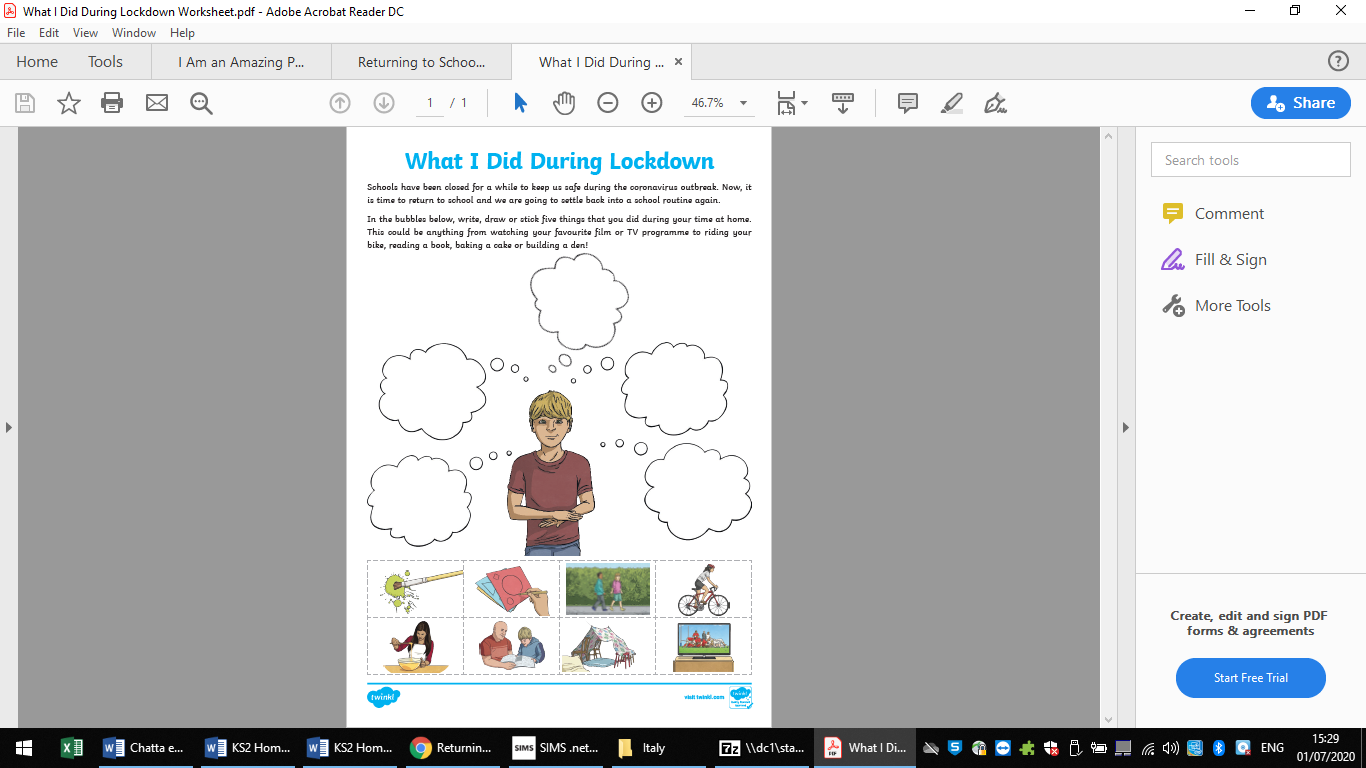 What I Did During Lockdown Worksheet.pdf - Adobe Acrobat Reader DC
File Edit View Window Help
Home Tools I Am an Amazing P... Returning to Schoo... What I Did During ...
1 / 1 46.7% Share
What I Did During Lockdown
Schools have been closed for a while to keep us safe during the coronavirus outbreak. Now, it
is time to return to school and we are going to settle back into a school routine again.
In the bubbles below, write, draw or stick five things that you did during your time at home.
This could be anything from watching your favourite film or TV programme to riding your
bike, reading a book, baking a cake or building a den!
twinkl
visit twinkl.com
Search tools
Comment
Fill & Sign
More Tools
Create, edit and sign PDF
forms & agreements
Start Free Trial
Chatta e... KS2 Hom... KS2 Hom... Returnin... SIMS SIMS .net... Italy 7z \\dc1\sta... What I Di... ENG 15:29
01/07/2020